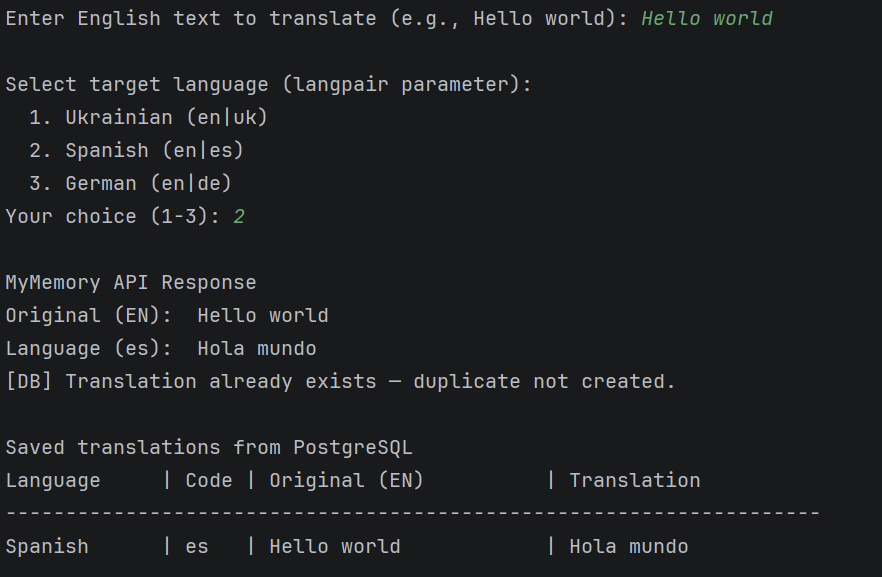 Enter English text to translate (e.g., Hello world): Hello world
Select target language (langpair parameter):
1. Ukrainian (en|uk)
2. Spanish (en|es)
3. German (en|de)
Your choice (1-3): 2
MyMemory API Response
Original (EN):  Hello world
Language (es):  Hola mundo
[DB] Translation already exists — duplicate not created.
Saved translations from PostgreSQL
Language     | Code | Original (EN)          | Translation
--------------------------------------------------------------------
Spanish      | es   | Hello world            | Hola mundo